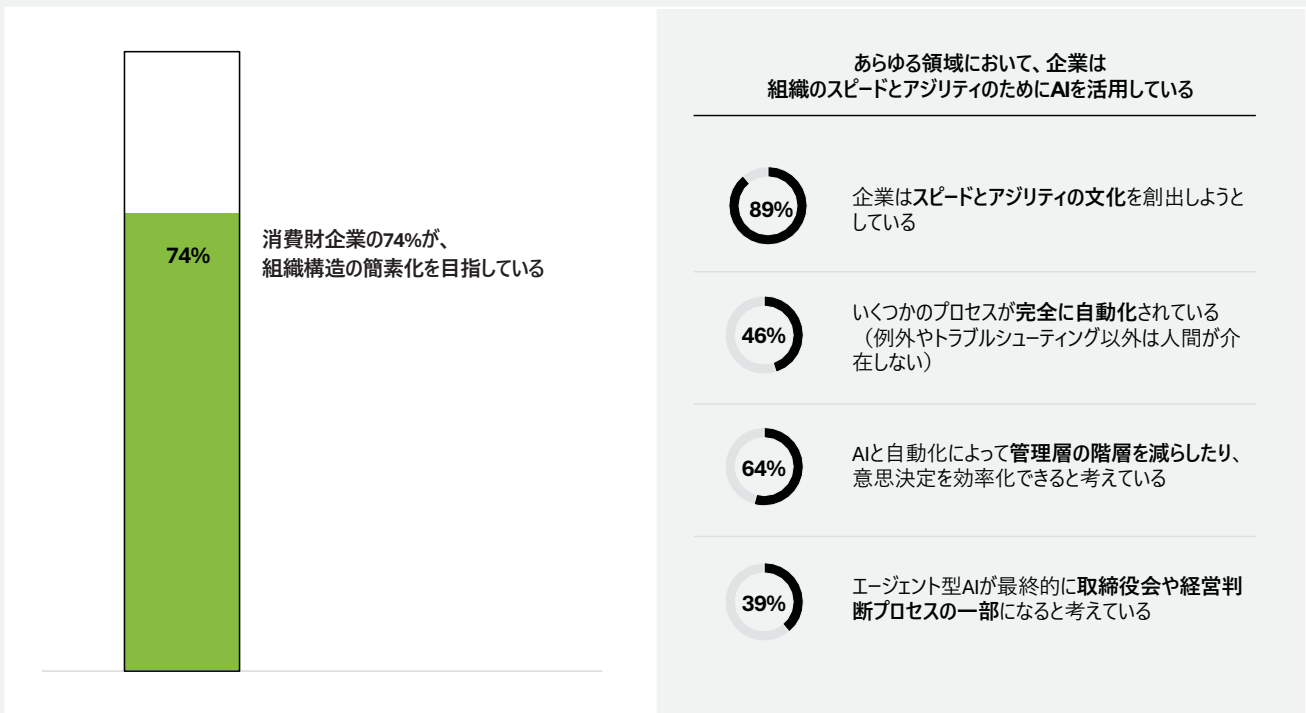 74%
消費財企業の74%が、
組織構造の簡素化を目指している
あらゆる領域において、企業は
組織のスピードとアジリティのためにAIを活用している
89%
企業はスピードとアジリティの文化を創出しようと
している
46%
いくつかのプロセスが完全に自動化されている
（例外やトラブルシューティング以外は人間が介
在しない）
64%
AIと自動化によって管理層の階層を減らしたり、
意思決定を効率化できると考えている
39%
エージェント型AIが最終的に取締役会や経営判
断プロセスの一部になると考えている